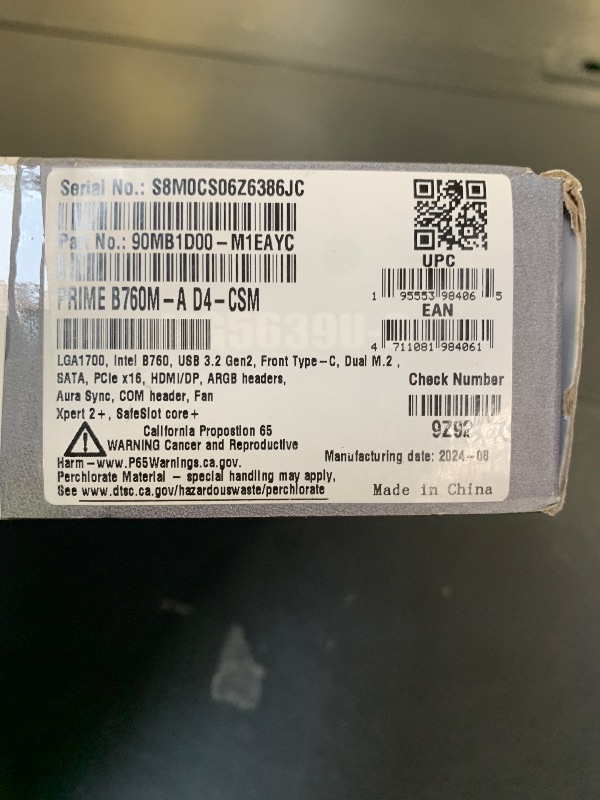 Serial No.: S8M0CS06Z6386JC
Part No.: 90MB1D00-M1EAYC
PRIME B760M-A D4-CSM
LGA1700, Intel B760, USB 3.2 Gen2, Front Type-C, Dual M.2 ,
SATA, PCIe x16, HDMI/DP, ARGB headers,
Aura Sync, COM header, Fan
Xpert 2+, SafeSlot core+
California Propostion 65
WARNING Cancer and Reproductive
Harm-www.P65Warnings.ca.gov.
Perchlorate Material - special handling may apply,
See www.dtsc.ca.gov/hazardouswaste/perchlorate
UPC
1 95553 98406 5
EAN
4 711081 984061
Check Number
9Z92
Manufacturing date: 2024-08
Made in China